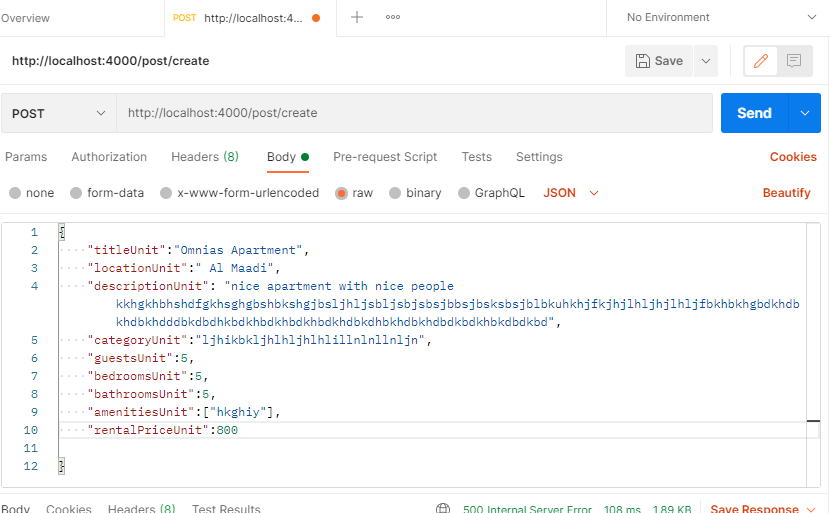 Overview
POST http://localhost:4...
No Environment
http://localhost:4000/post/create
Save
POST
http://localhost:4000/post/create
Send
Params Authorization Headers (8) Body Pre-request Script Tests Settings Cookies
none form-data x-www-form-urlencoded raw binary GraphQL JSON Beautify
1 {
2 "titleUnit":"Omnias Apartment",
3 "locationUnit":" Al Maadi",
4 "descriptionUnit": "nice apartment with nice people
kkhgkhbhshdfgkhsghgbshbkshgjbsljhljsbljsbjsbsjbbsjbsksbsjblbkuhkhjfkjhjlhljhjlhljfbkhbkhgbdkhdb
khdbkhdddbkdbdhkbdkhbdkhbdkhbdkhdbkdhbkhdbkhdbdkbdkhbkdbdkbd",
5 "categoryUnit":"ljhikbkljhlhljhlhlillnlnllnljn",
6 "guestsUnit":5,
7 "bedroomsUnit":5,
8 "bathroomsUnit":5,
9 "amenitiesUnit":["hkghiy"],
10 "rentalPriceUnit":800
11
12 }
Body Cookies Headers (8) Test Results 500 Internal Server Error 108 ms 1.89 KB Save Response